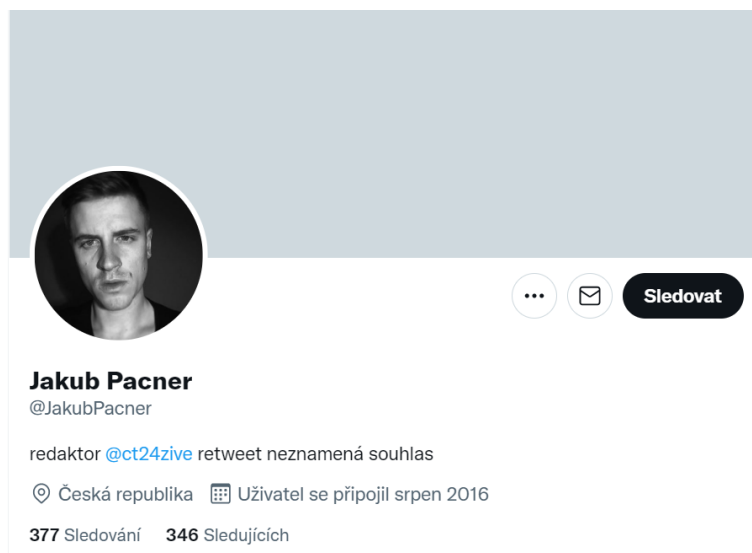 Sledovat
Jakub Pacner
@JakubPacner
redaktor @ct24zive retweet neznamená souhlas
Česká republika Uživatel se připojil srpen 2016
377 Sledování 346 Sledujících